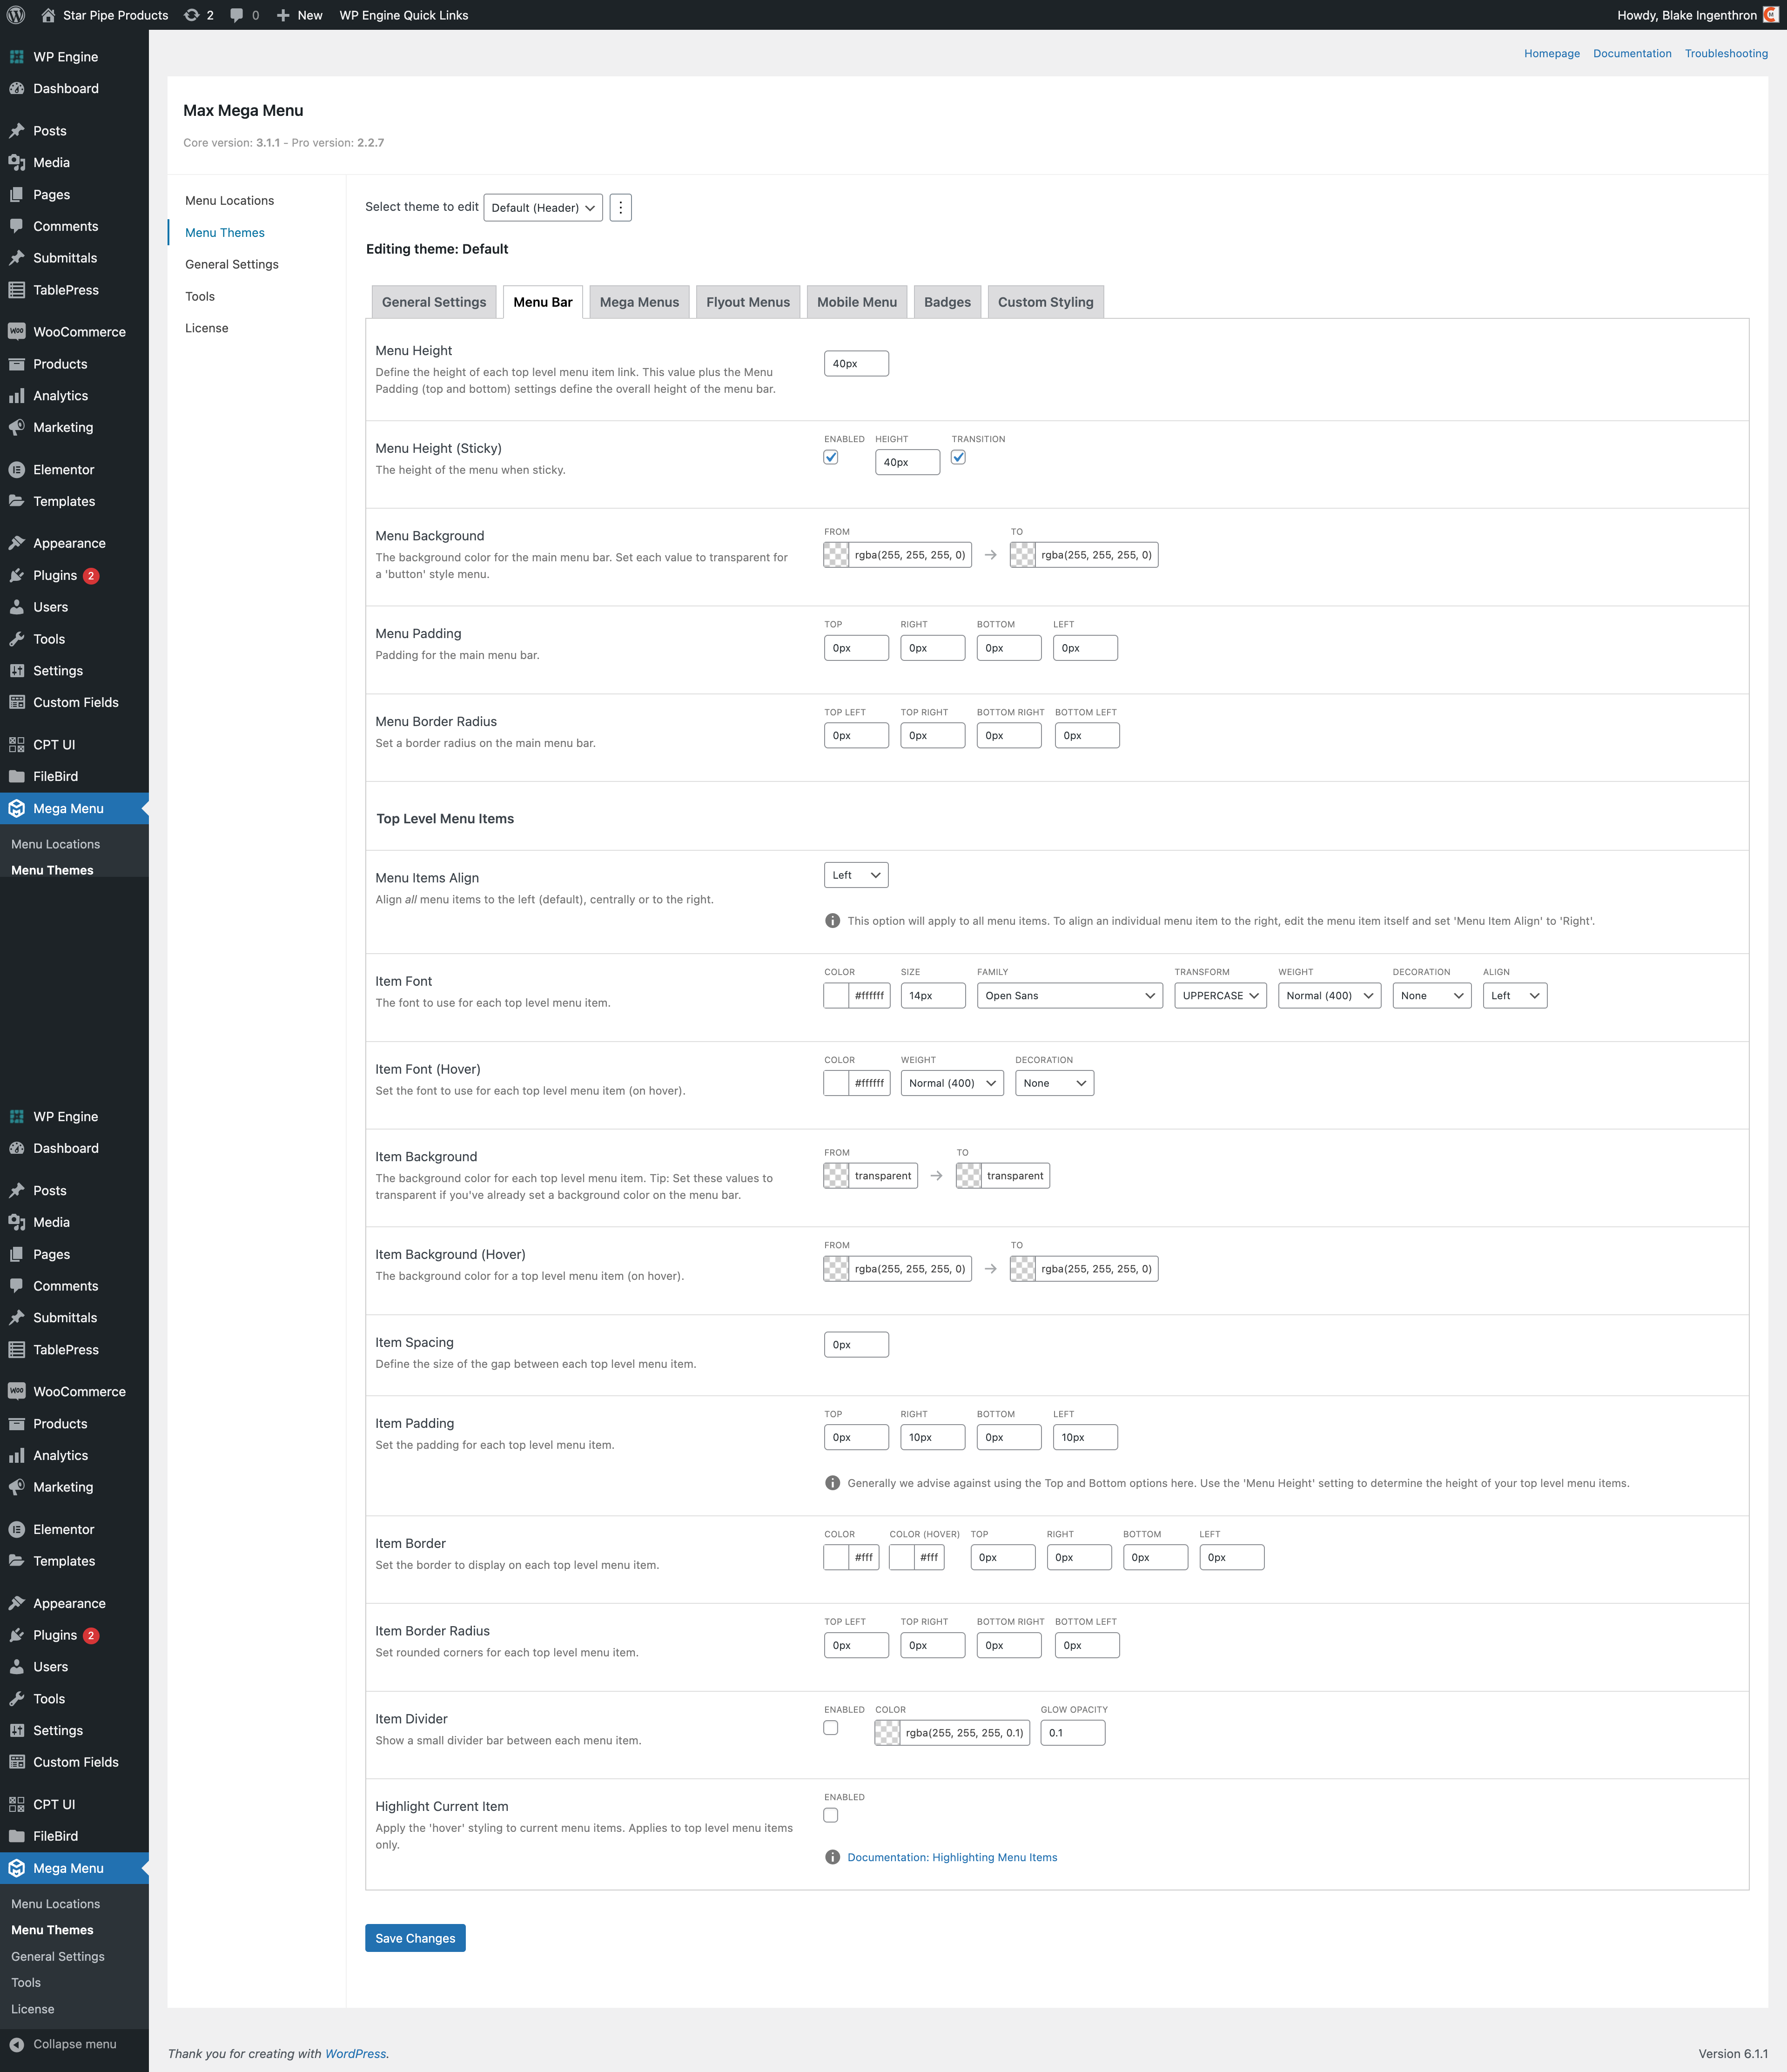 Star Pipe Products 2 0 New WP Engine Quick Links Howdy, Blake Ingenthron
WP Engine
Dashboard
Posts
Media
Pages
Comments
Submittals
TablePress
WOO WooCommerce
Products
Analytics
Marketing
Elementor
Templates
Appearance
Plugins 2
Users
Tools
Settings
Custom Fields
CPT UI
FileBird
Mega Menu
Menu Locations
Menu Themes
WP Engine
Dashboard
Posts
Media
Pages
Comments
Submittals
TablePress
WOO WooCommerce
Products
Analytics
Marketing
Elementor
Templates
Appearance
Plugins 2
Users
Tools
Settings
Custom Fields
CPT UI
FileBird
Mega Menu
Menu Locations
Menu Themes
General Settings
Tools
License
Collapse menu
Homepage Documentation Troubleshooting
Max Mega Menu
Core version: 3.1.1 - Pro version: 2.2.7
Menu Locations
Menu Themes
General Settings
Tools
License
Select theme to edit Default (Header)
Editing theme: Default
General Settings Menu Bar Mega Menus Flyout Menus Mobile Menu Badges Custom Styling
Menu Height
Define the height of each top level menu item link. This value plus the Menu
Padding (top and bottom) settings define the overall height of the menu bar.
40px
Menu Height (Sticky)
The height of the menu when sticky.
ENABLED HEIGHT TRANSITION
40px
Menu Background
The background color for the main menu bar. Set each value to transparent for
a 'button' style menu.
FROM TO
rgba(255, 255, 255, 0) → rgba(255, 255, 255, 0)
Menu Padding
Padding for the main menu bar.
TOP RIGHT BOTTOM LEFT
0px 0px 0px 0px
Menu Border Radius
Set a border radius on the main menu bar.
TOP LEFT TOP RIGHT BOTTOM RIGHT BOTTOM LEFT
0px 0px 0px 0px
Top Level Menu Items
Menu Items Align
Align all menu items to the left (default), centrally or to the right.
Left
This option will apply to all menu items. To align an individual menu item to the right, edit the menu item itself and set 'Menu Item Align' to 'Right'.
Item Font
The font to use for each top level menu item.
COLOR SIZE FAMILY TRANSFORM WEIGHT DECORATION ALIGN
#ffffff 14px Open Sans UPPERCASE Normal (400) None Left
Item Font (Hover)
Set the font to use for each top level menu item (on hover).
COLOR WEIGHT DECORATION
#ffffff Normal (400) None
Item Background
The background color for each top level menu item. Tip: Set these values to
transparent if you've already set a background color on the menu bar.
FROM TO
transparent → transparent
Item Background (Hover)
The background color for a top level menu item (on hover).
FROM TO
rgba(255, 255, 255, 0) → rgba(255, 255, 255, 0)
Item Spacing
Define the size of the gap between each top level menu item.
0px
Item Padding
Set the padding for each top level menu item.
TOP RIGHT BOTTOM LEFT
0px 10px 0px 10px
Generally we advise against using the Top and Bottom options here. Use the 'Menu Height' setting to determine the height of your top level menu items.
Item Border
Set the border to display on each top level menu item.
COLOR COLOR (HOVER) TOP RIGHT BOTTOM LEFT
#fff #fff 0px 0px 0px 0px
Item Border Radius
Set rounded corners for each top level menu item.
TOP LEFT TOP RIGHT BOTTOM RIGHT BOTTOM LEFT
0px 0px 0px 0px
Item Divider
Show a small divider bar between each menu item.
ENABLED COLOR GLOW OPACITY
rgba(255, 255, 255, 0.1) 0.1
Highlight Current Item
Apply the 'hover' styling to current menu items. Applies to top level menu items
only.
ENABLED
Documentation: Highlighting Menu Items
Save Changes
Thank you for creating with WordPress. Version 6.1.1